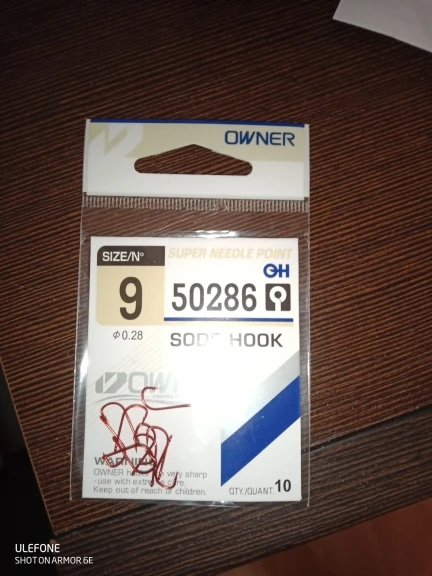 OWNER
SIZE/N°
SUPER NEEDLE POINT
9
50286
SODE HOOK
φ0.28
WARNING
OWNER very sharp
- use with care.
Keep out of reach of children.
QTY./QUANT. 10
ULEFONE
SHOT ON ARMOR 6E